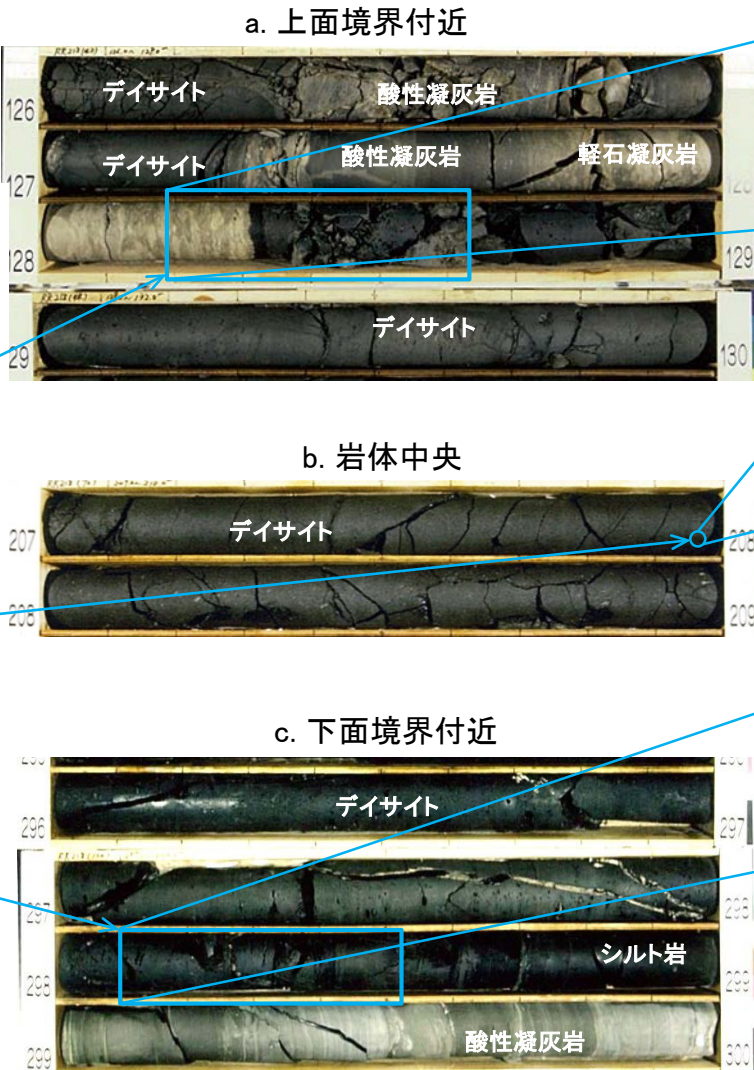 a. 上面境界付近
デイサイト
酸性凝灰岩
126
デイサイト
酸性凝灰岩
軽石凝灰岩
127
128
129
デイサイト
29
130
b. 岩体中央
デイサイト
207
208
208
209
c. 下面境界付近
デイサイト
296
297
297
298
シルト岩
298
299
酸性凝灰岩
299
300